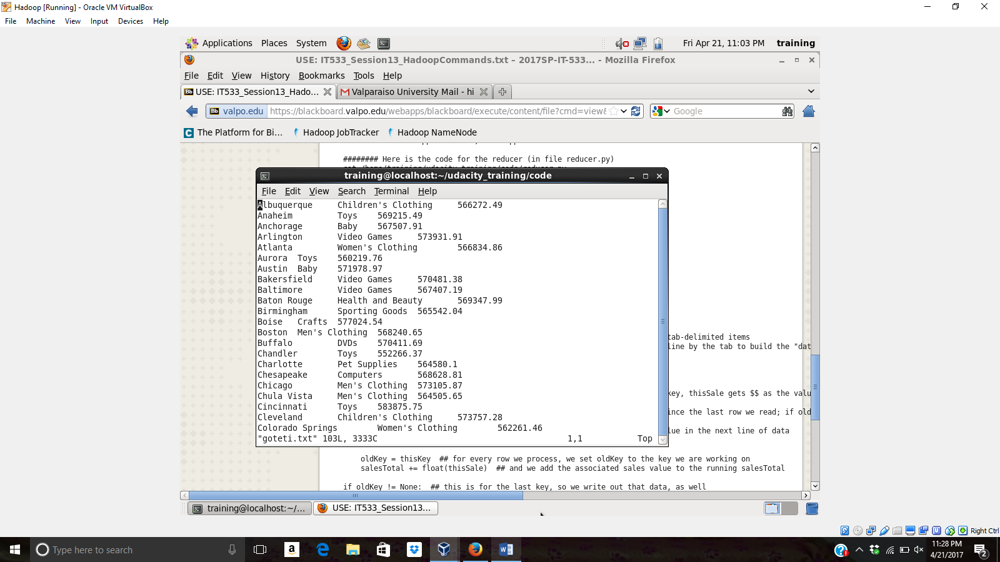 Hadoop [Running] - Oracle VM VirtualBox
File Machine View Input Devices Help
Applications Places System Fri Apr 21, 11:03 PM training
USE: IT533_Session13_HadoopCommands.txt – 2017SP-IT-533... - Mozilla Firefox
File Edit View History Bookmarks Tools Help
USE: IT533_Session13_Hado... Valparaiso University Mail - hi
valpo.edu https://blackboard.valpo.edu/webapps/blackboard/execute/content/file?cmd=view& Google
The Platform for Bi... Hadoop JobTracker Hadoop NameNode
######## Here is the code for the reducer (in file reducer.py)
training@localhost:~/udacity_training/code
File Edit View Search Terminal Help
Albuquerque Children's Clothing 566272.49
Anaheim Toys 569215.49
Anchorage Baby 567507.91
Arlington Video Games 573931.91
Atlanta Women's Clothing 566834.86
Aurora Toys 560219.76
Austin Baby 571978.97
Bakersfield Video Games 570481.38
Baltimore Video Games 567407.19
Baton Rouge Health and Beauty 569347.99
Birmingham Sporting Goods 565542.04
Boise Crafts 577024.54
Boston Men's Clothing 568240.65
Buffalo DVDs 570411.69
Chandler Toys 552266.37
Charlotte Pet Supplies 564580.1
Chesapeake Computers 568628.81
Chicago Men's Clothing 573105.87
Chula Vista Men's Clothing 564505.65
Cincinnati Toys 583875.75
Cleveland Children's Clothing 573757.28
Colorado Springs Women's Clothing 562261.46
"goteti.txt" 103L, 3333C 1,1 Top
tab-delimited items
line by the tab to build the "dat
key, thisSale gets $$ as the valu
ince the last row we read; if old
lue in the next line of data
oldKey = thisKey ## for every row we process, we set oldKey to the key we are working on
salesTotal += float(thisSale) ## and we add the associated sales value to the running salesTotal
if oldKey != None: ## this is for the last key, so we write out that data, as well
training@localhost:~/... USE: IT533_Session13...
Right Ctrl
Type here to search
11:28 PM
4/21/2017
2